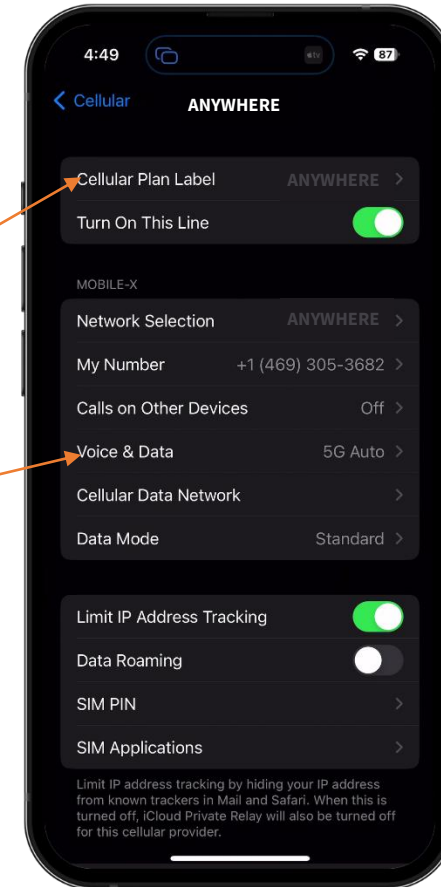 4:49
tv
87
Cellular
ANYWHERE
Cellular Plan Label ANYWHERE
Turn On This Line
MOBILE-X
Network Selection ANYWHERE
My Number +1 (469) 305-3682
Calls on Other Devices Off
Voice & Data 5G Auto
Cellular Data Network
Data Mode Standard
Limit IP Address Tracking
Data Roaming
SIM PIN
SIM Applications
Limit IP address tracking by hiding your IP address
from known trackers in Mail and Safari. When this is
turned off, iCloud Private Relay will also be turned off
for this cellular provider.